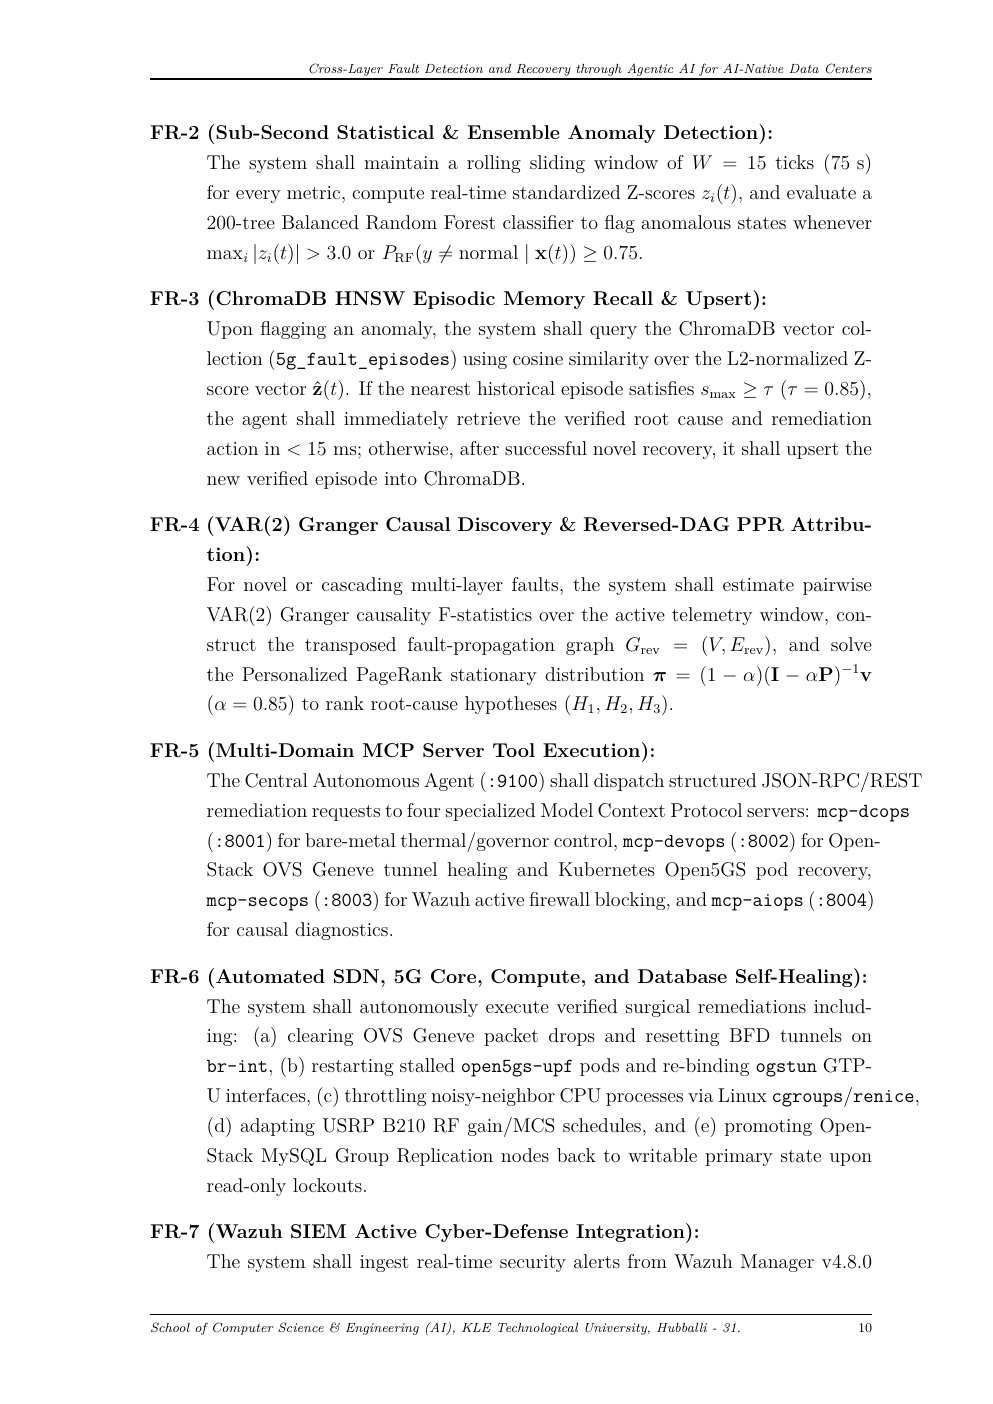 Cross-Layer Fault Detection and Recovery through Agentic AI for AI-Native Data Centers
FR-2 (Sub-Second Statistical & Ensemble Anomaly Detection):
The system shall maintain a rolling sliding window of W = 15 ticks (75 s)
for every metric, compute real-time standardized Z-scores zᵢ(t), and evaluate a
200-tree Balanced Random Forest classifier to flag anomalous states whenever
maxᵢ |zᵢ(t)| > 3.0 or P_RF(y ≠ normal | x(t)) ≥ 0.75.
FR-3 (ChromaDB HNSW Episodic Memory Recall & Upsert):
Upon flagging an anomaly, the system shall query the ChromaDB vector col-
lection (5g_fault_episodes) using cosine similarity over the L2-normalized Z-
score vector ẑ(t). If the nearest historical episode satisfies s_max ≥ τ (τ = 0.85),
the agent shall immediately retrieve the verified root cause and remediation
action in < 15 ms; otherwise, after successful novel recovery, it shall upsert the
new verified episode into ChromaDB.
FR-4 (VAR(2) Granger Causal Discovery & Reversed-DAG PPR Attribu-
tion):
For novel or cascading multi-layer faults, the system shall estimate pairwise
VAR(2) Granger causality F-statistics over the active telemetry window, con-
struct the transposed fault-propagation graph G_rev = (V, E_rev), and solve
the Personalized PageRank stationary distribution π = (1 − α)(I − αP)⁻¹v
(α = 0.85) to rank root-cause hypotheses (H₁, H₂, H₃).
FR-5 (Multi-Domain MCP Server Tool Execution):
The Central Autonomous Agent (:9100) shall dispatch structured JSON-RPC/REST
remediation requests to four specialized Model Context Protocol servers: mcp-dcops
(:8001) for bare-metal thermal/governor control, mcp-devops (:8002) for Open-
Stack OVS Geneve tunnel healing and Kubernetes Open5GS pod recovery,
mcp-secops (:8003) for Wazuh active firewall blocking, and mcp-aiops (:8004)
for causal diagnostics.
FR-6 (Automated SDN, 5G Core, Compute, and Database Self-Healing):
The system shall autonomously execute verified surgical remediations includ-
ing: (a) clearing OVS Geneve packet drops and resetting BFD tunnels on
br-int, (b) restarting stalled open5gs-upf pods and re-binding ogstun GTP-
U interfaces, (c) throttling noisy-neighbor CPU processes via Linux cgroups/renice,
(d) adapting USRP B210 RF gain/MCS schedules, and (e) promoting Open-
Stack MySQL Group Replication nodes back to writable primary state upon
read-only lockouts.
FR-7 (Wazuh SIEM Active Cyber-Defense Integration):
The system shall ingest real-time security alerts from Wazuh Manager v4.8.0
School of Computer Science & Engineering (AI), KLE Technological University, Hubballi - 31. 10